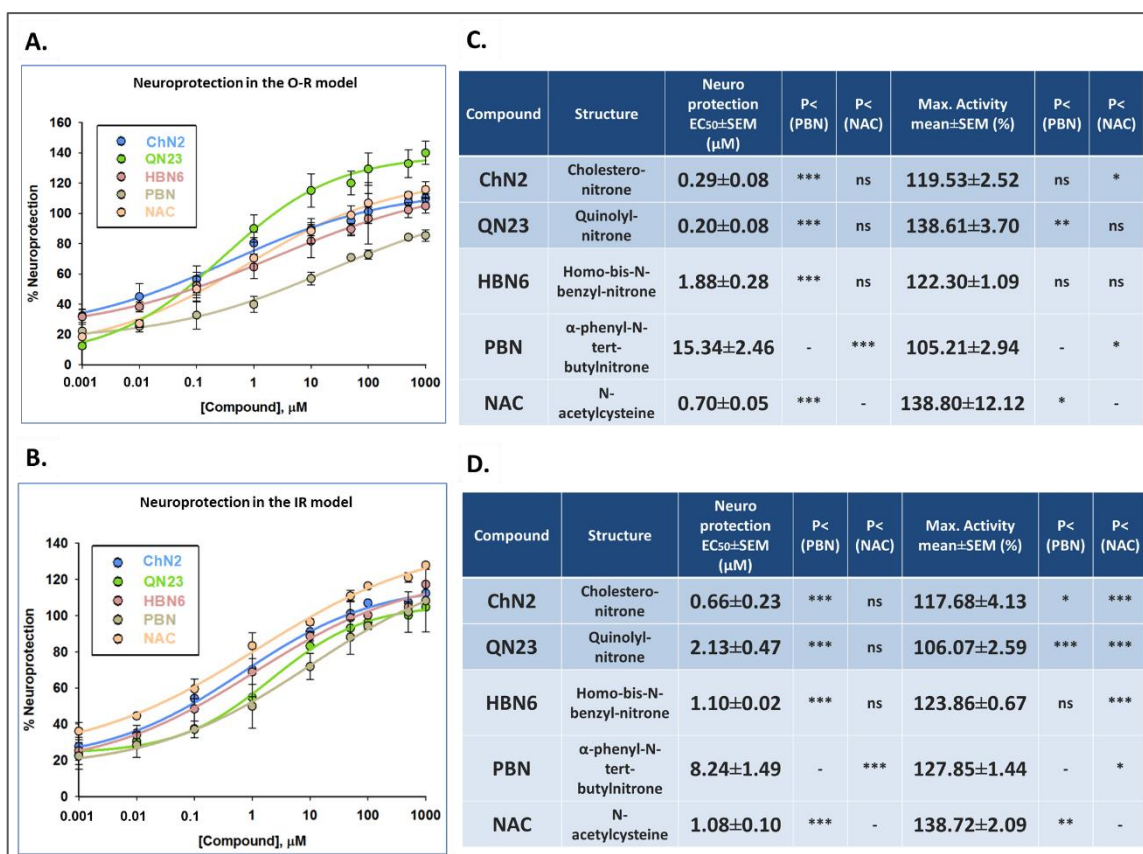 A.
Neuroprotection in the O-R model
160
140
120
100
80
60
40
20
0
% Neuroprotection
ChN2
QN23
HBN6
PBN
NAC
0.001 0.01 0.1 1 10 100 1000
[Compound], µM
B.
Neuroprotection in the IR model
140
120
100
80
60
40
20
0
% Neuroprotection
ChN2
QN23
HBN6
PBN
NAC
0.001 0.01 0.1 1 10 100 1000
[Compound], µM
C.
Compound Structure Neuro protection EC₅₀±SEM (µM) P< (PBN) P< (NAC) Max. Activity mean±SEM (%) P< (PBN) P< (NAC)
ChN2 Cholestero-nitrone 0.29±0.08 *** ns 119.53±2.52 ns *
QN23 Quinolyl-nitrone 0.20±0.08 *** ns 138.61±3.70 ** ns
HBN6 Homo-bis-N-benzyl-nitrone 1.88±0.28 *** ns 122.30±1.09 ns ns
PBN α-phenyl-N-tert-butylnitrone 15.34±2.46 - *** 105.21±2.94 - *
NAC N-acetylcysteine 0.70±0.05 *** - 138.80±12.12 * -
D.
Compound Structure Neuro protection EC₅₀±SEM (µM) P< (PBN) P< (NAC) Max. Activity mean±SEM (%) P< (PBN) P< (NAC)
ChN2 Cholestero-nitrone 0.66±0.23 *** ns 117.68±4.13 * ***
QN23 Quinolyl-nitrone 2.13±0.47 *** ns 106.07±2.59 *** ***
HBN6 Homo-bis-N-benzyl-nitrone 1.10±0.02 *** ns 123.86±0.67 ns ***
PBN α-phenyl-N-tert-butylnitrone 8.24±1.49 - *** 127.85±1.44 - *
NAC N-acetylcysteine 1.08±0.10 *** - 138.72±2.09 ** -